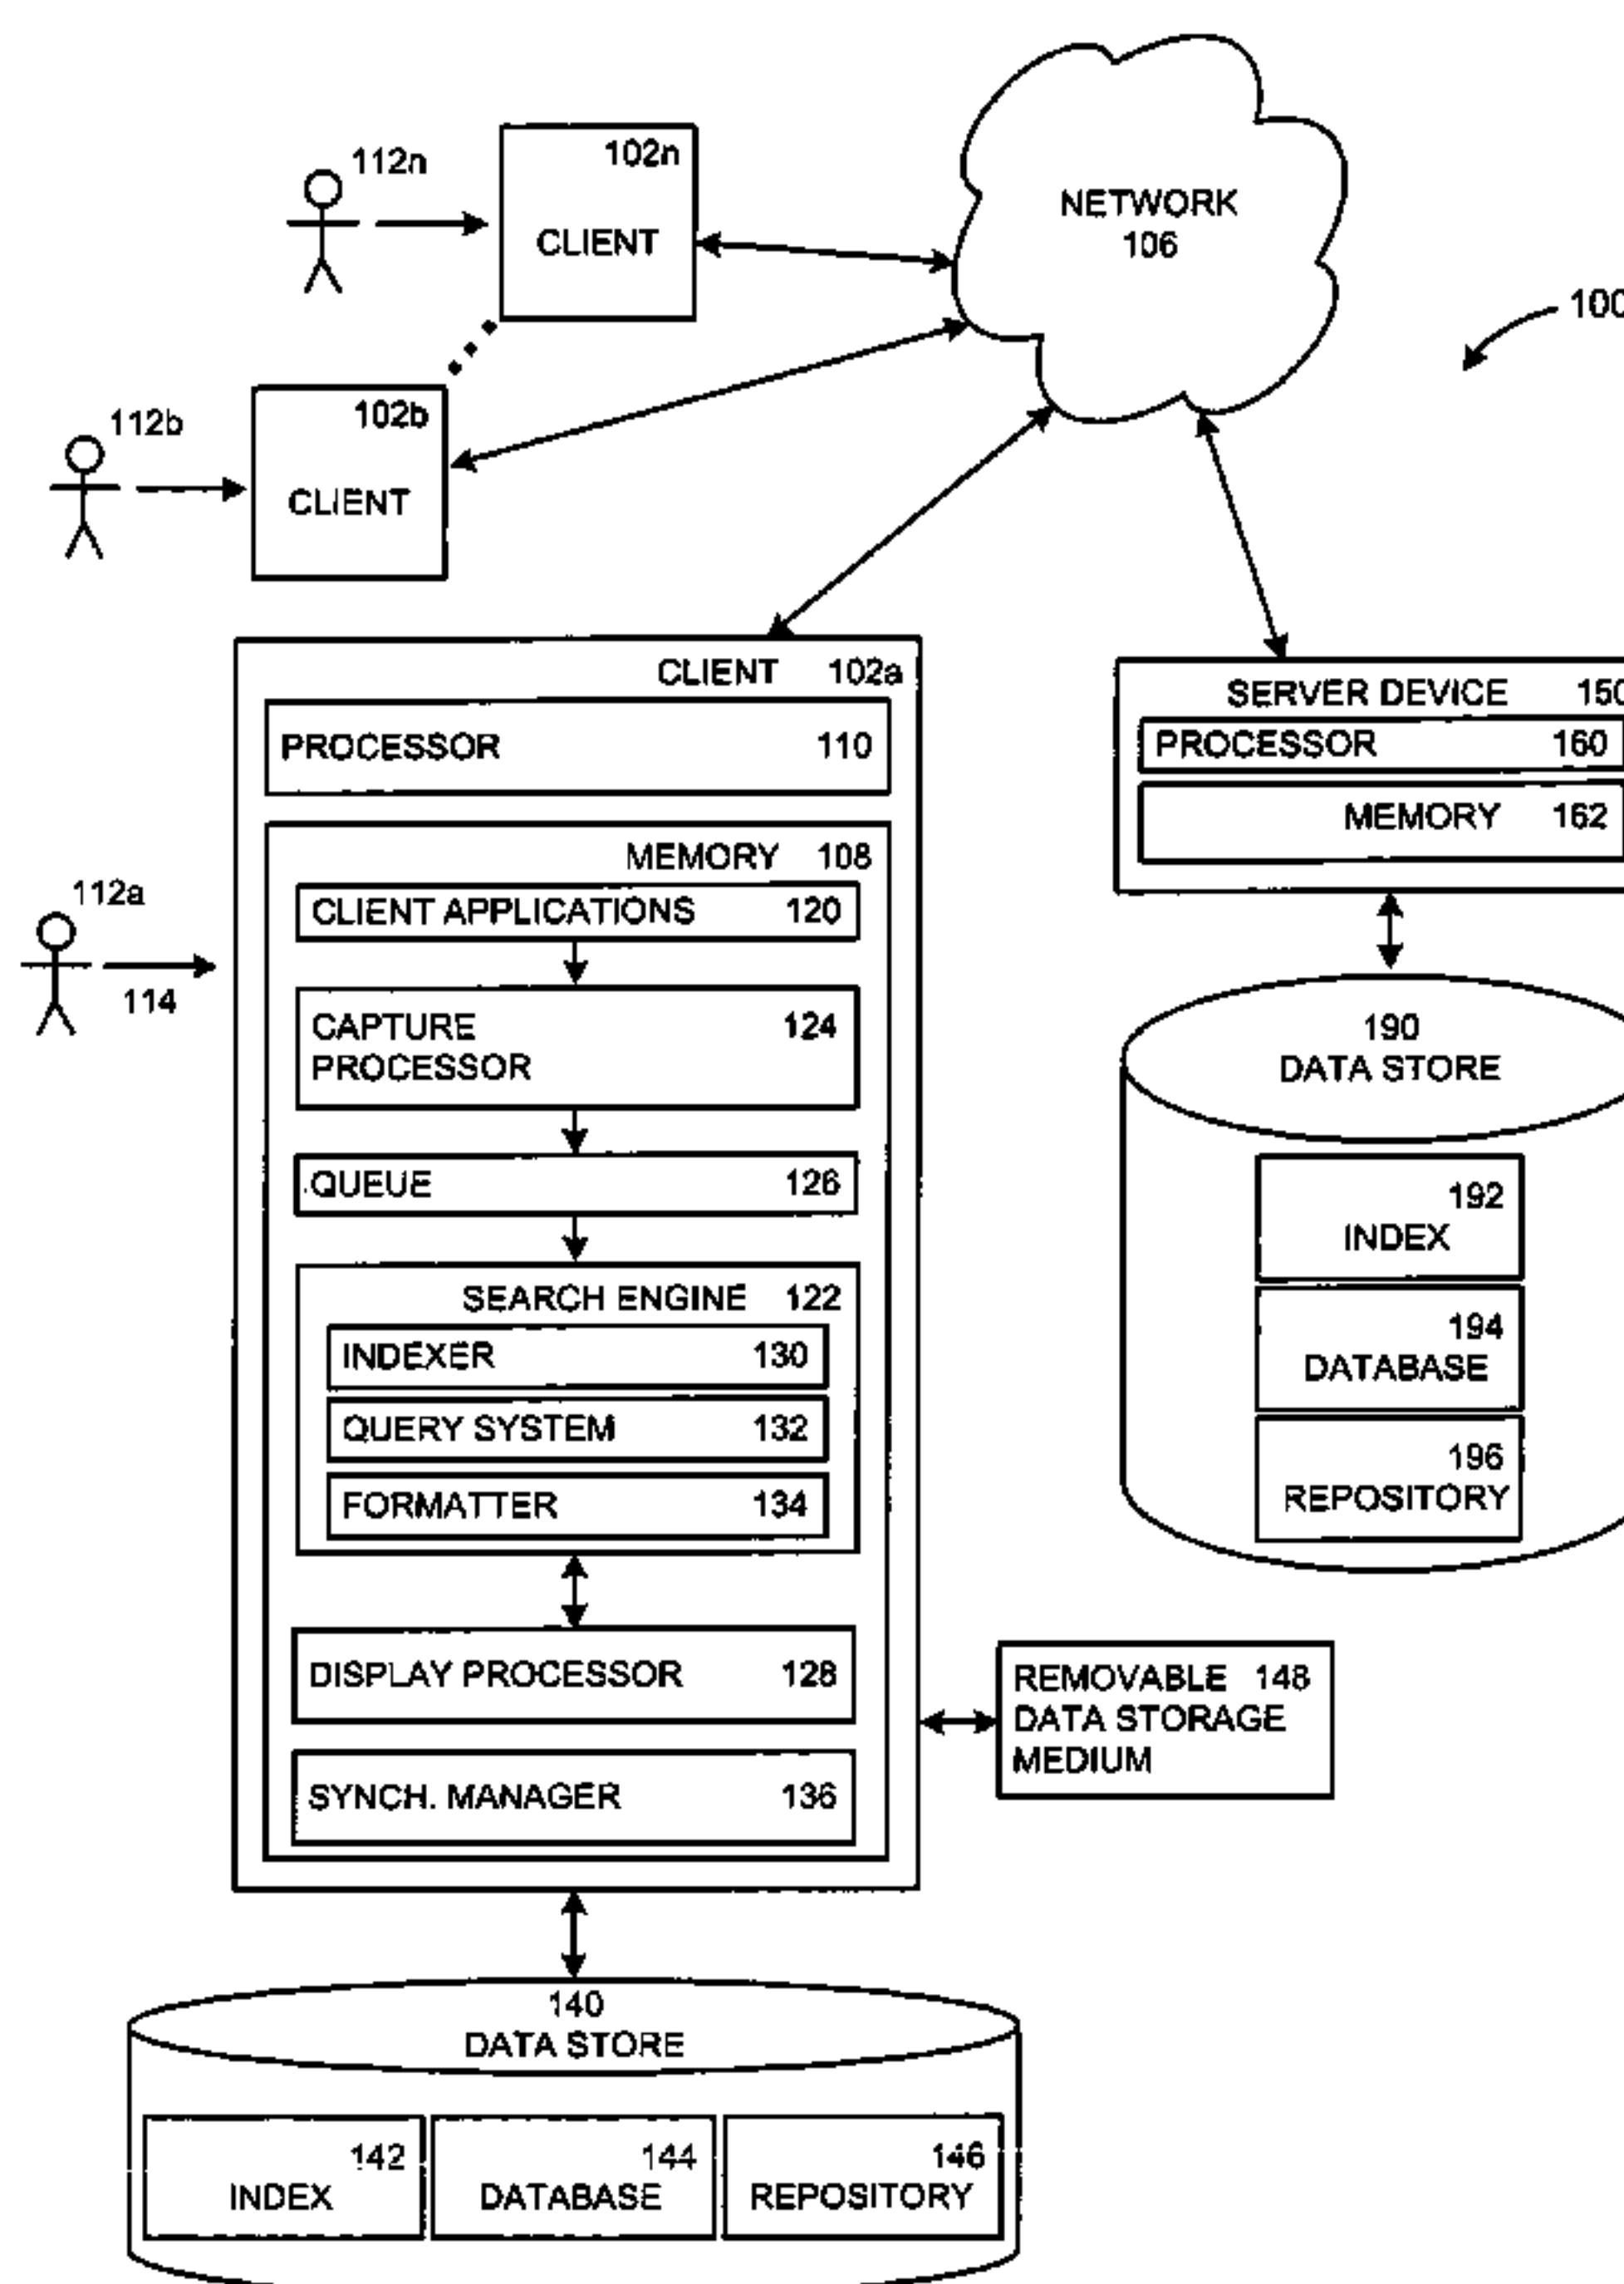 112n
102n
CLIENT
NETWORK
106
100
112b
102b
CLIENT
CLIENT 102a
PROCESSOR 110
MEMORY 108
CLIENT APPLICATIONS 120
CAPTURE 124
PROCESSOR
QUEUE 126
SEARCH ENGINE 122
INDEXER 130
QUERY SYSTEM 132
FORMATTER 134
DISPLAY PROCESSOR 128
SYNCH. MANAGER 136
112a
114
SERVER DEVICE 150
PROCESSOR 160
MEMORY 162
190
DATA STORE
192
INDEX
194
DATABASE
196
REPOSITORY
REMOVABLE 148
DATA STORAGE
MEDIUM
140
DATA STORE
142
INDEX
144
DATABASE
146
REPOSITORY